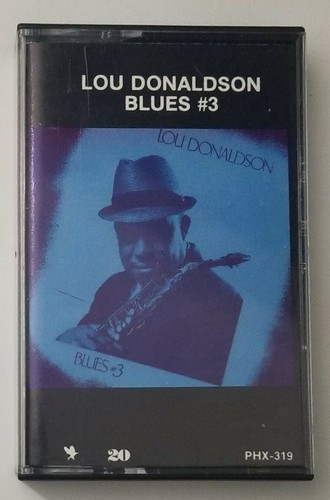 LOU DONALDSON
BLUES #3
LOU DONALDSON
BLUES #3
20
PHX-319